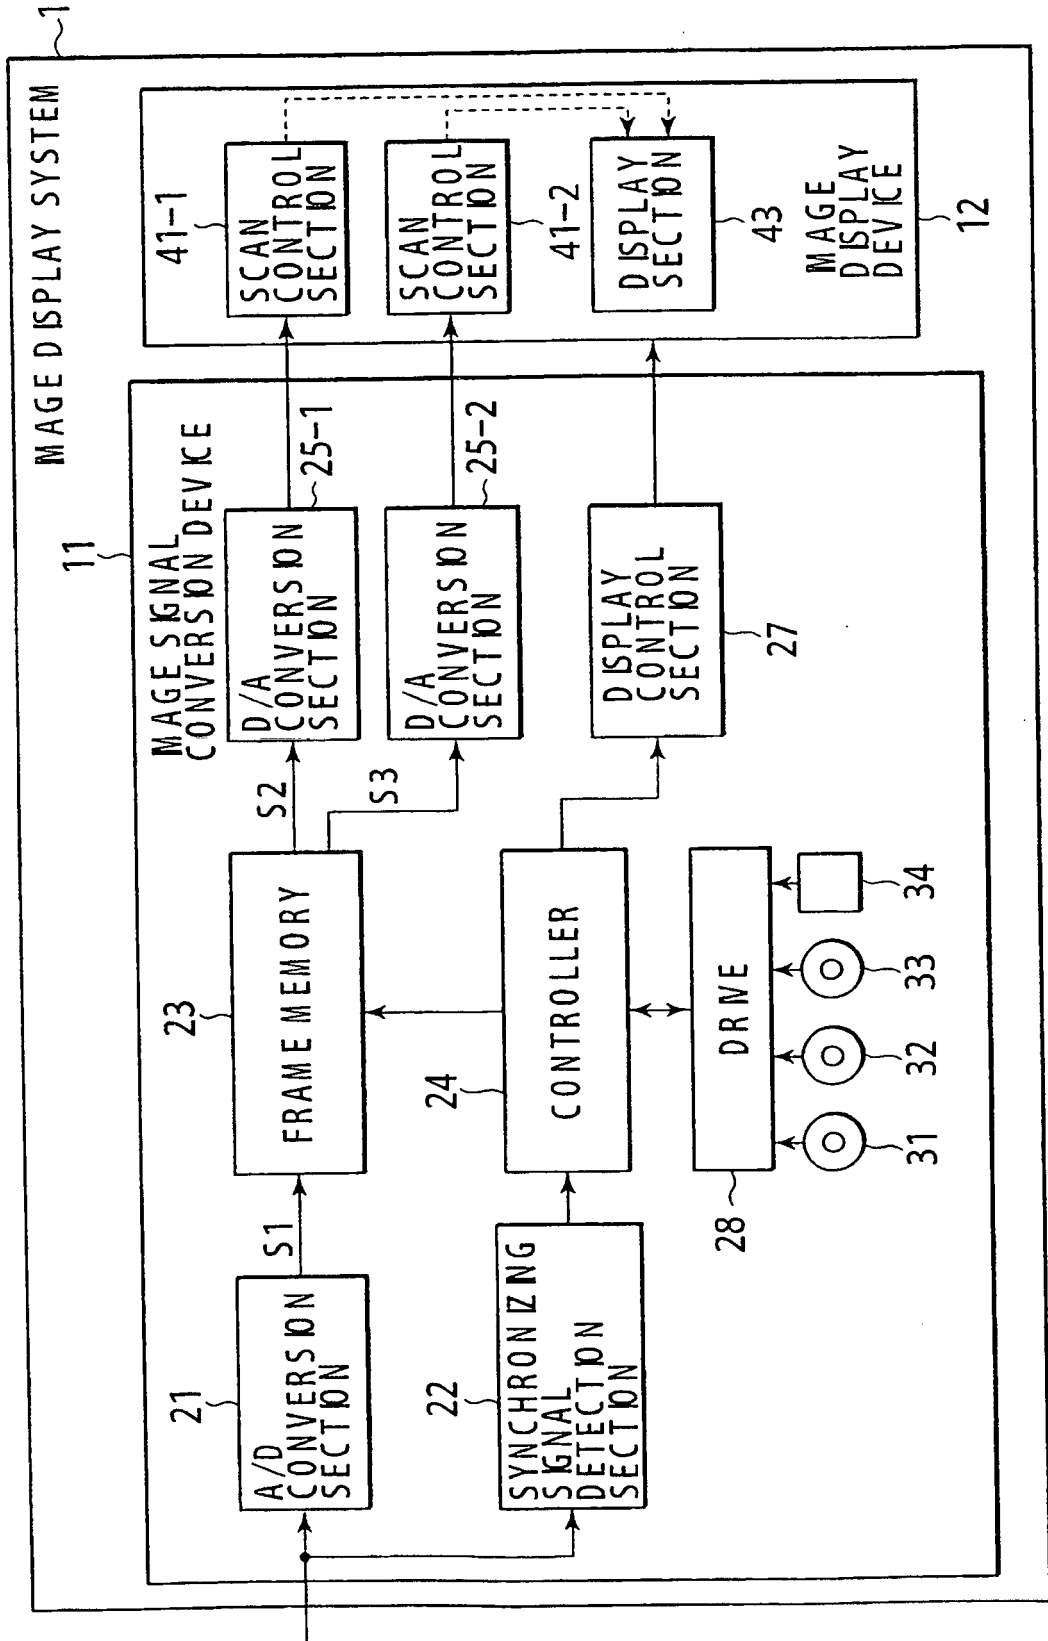 IMAGE DISPLAY SYSTEM
1
11
IMAGE SIGNAL
CONVERSION DEVICE
21
A/D
CONVERSION
SECTION
S1
23
FRAME MEMORY
S2
S3
D/A
CONVERSION
SECTION
25-1
D/A
CONVERSION
SECTION
25-2
22
SYNCHRONIZING
SIGNAL
DETECTION
SECTION
24
CONTROLLER
DISPLAY
CONTROL
SECTION
27
28
DRIVE
31
32
33
34
41-1
SCAN
CONTROL
SECTION
SCAN
CONTROL
SECTION
41-2
DISPLAY
SECTION
43
IMAGE
DISPLAY
DEVICE
12